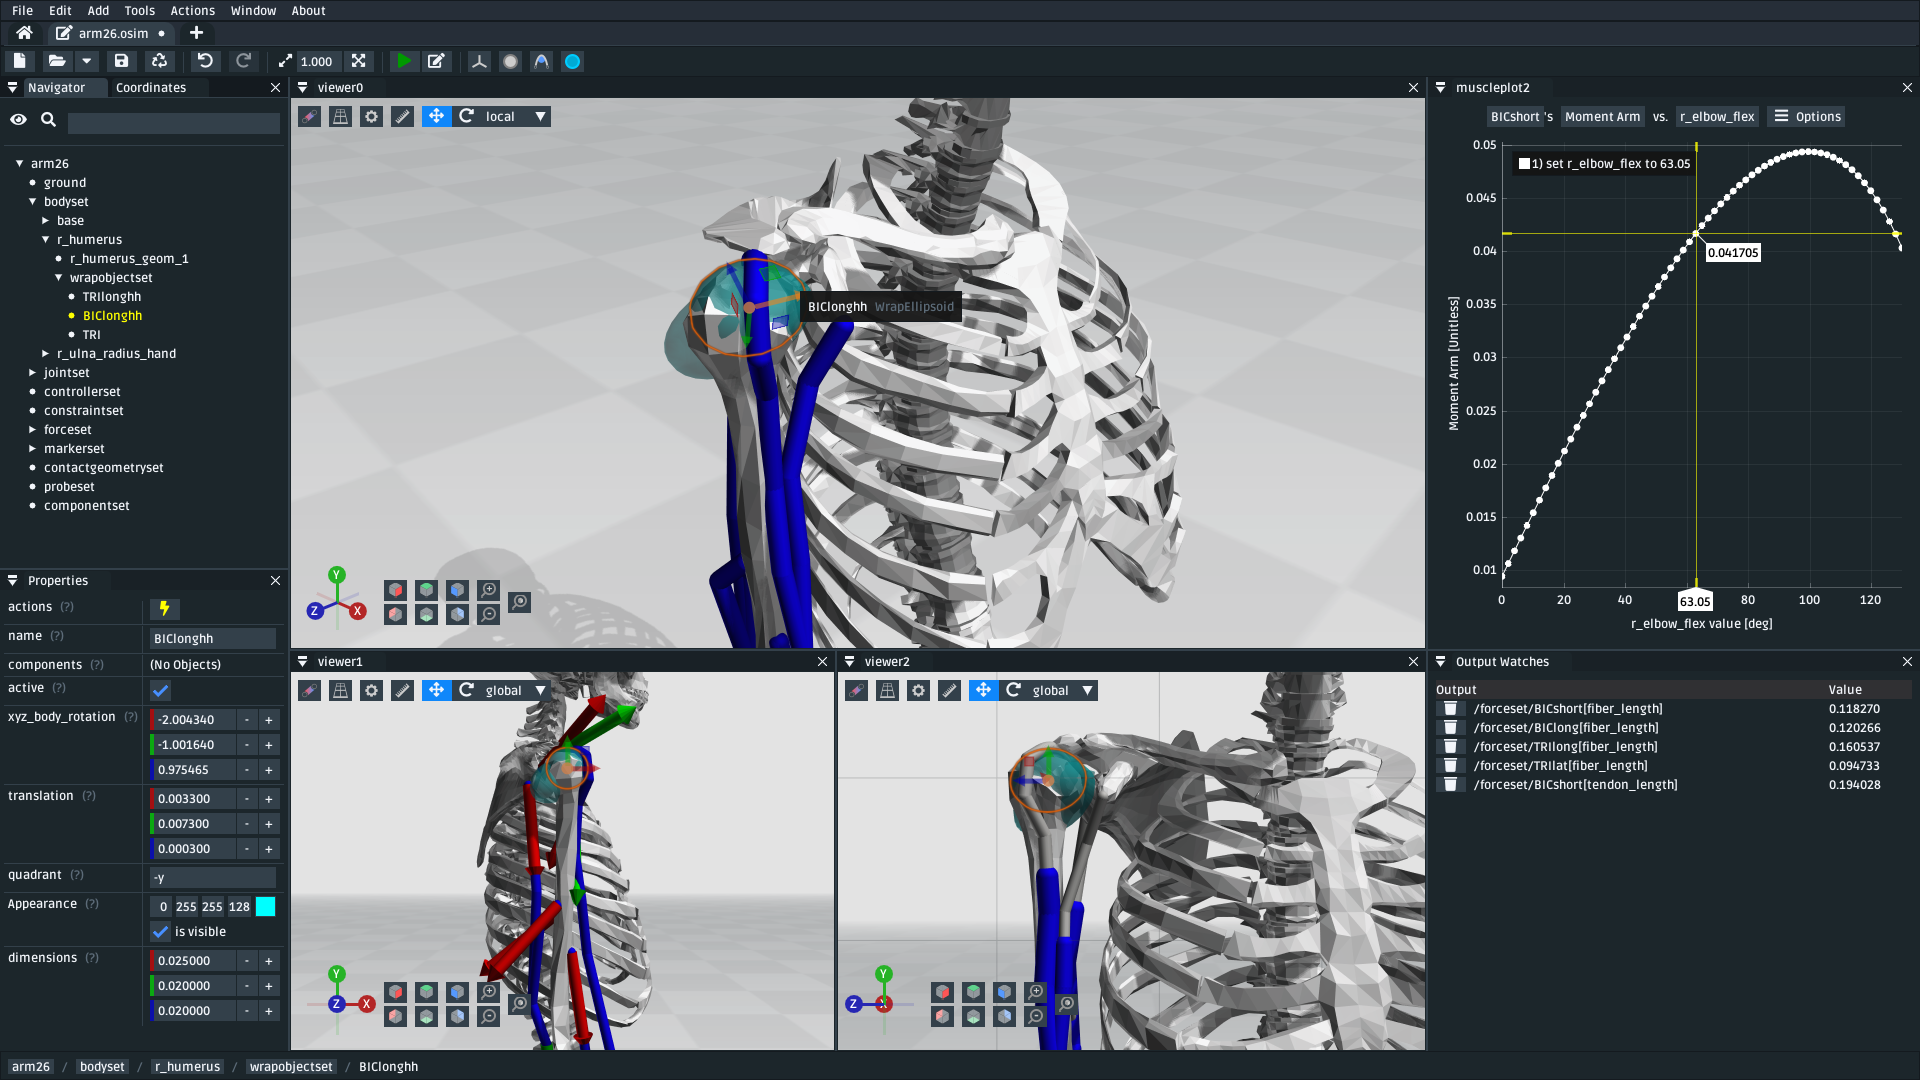 File Edit Add Tools Actions Window About
arm26.osim
1.000
Navigator Coordinates
arm26
ground
bodyset
base
r_humerus
r_humerus_geom_1
wrapobjectset
TRIlonghh
BIClonghh
TRI
r_ulna_radius_hand
jointset
controllerset
constraintset
forceset
markerset
contactgeometryset
probeset
componentset
Properties
actions (?)
name (?) BIClonghh
components (?) (No Objects)
active (?)
xyz_body_rotation (?) -2.004340 - +
-1.001640 - +
0.975465 - +
translation (?) 0.003300 - +
0.007300 - +
0.000300 - +
quadrant (?) -y
Appearance (?) 0 255 255 128
is visible
dimensions (?) 0.025000 - +
0.020000 - +
0.020000 - +
viewer0
local
BIClonghh WrapEllipsoid
Y
Z X
viewer1
global
Y
Z X
viewer2
global
Y
Z
muscleplot2
BICshort 's Moment Arm vs. r_elbow_flex Options
0.05
1) set r_elbow_flex to 63.05
0.045
0.04
0.041705
0.035
0.03
0.025
0.02
0.015
0.01
Moment Arm [Unitless]
0 20 40 63.05 80 100 120
r_elbow_flex value [deg]
Output Watches
Output Value
/forceset/BICshort[fiber_length] 0.118270
/forceset/BIClong[fiber_length] 0.120266
/forceset/TRIlong[fiber_length] 0.160537
/forceset/TRIlat[fiber_length] 0.094733
/forceset/BICshort[tendon_length] 0.194028
arm26 / bodyset / r_humerus / wrapobjectset / BIClonghh